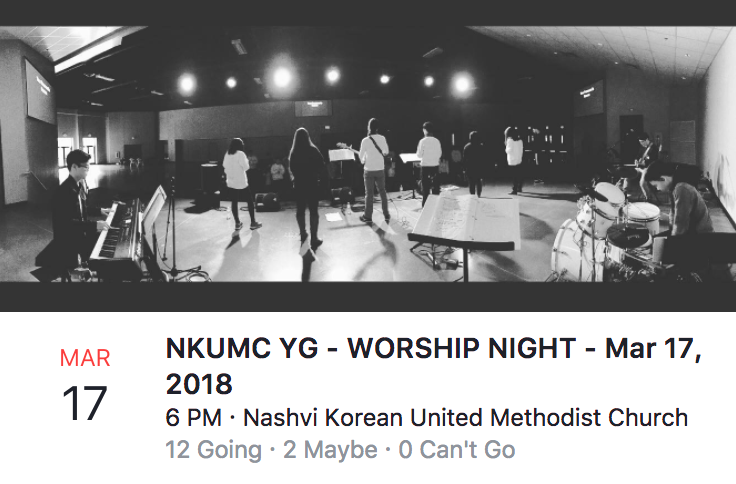 MAR
17
NKUMC YG - WORSHIP NIGHT - Mar 17,
2018
6 PM · Nashvi Korean United Methodist Church
12 Going · 2 Maybe · 0 Can't Go